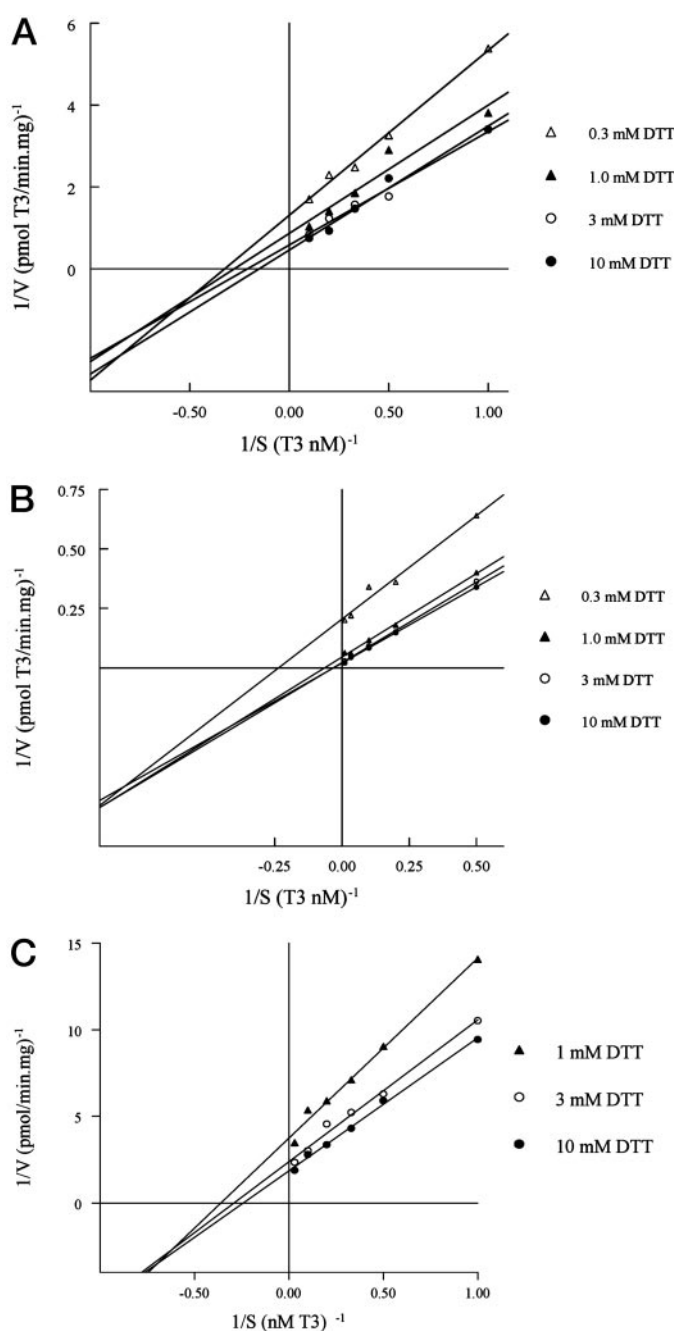 A
6
4
2
0
1/V (pmol T3/min.mg)-1
-0.50 0.00 0.50 1.00
1/S (T3 nM)-1
0.3 mM DTT
1.0 mM DTT
3 mM DTT
10 mM DTT
B
0.75
0.50
0.25
1/V (pmol T3/min.mg)-1
-0.25 0.00 0.25 0.50
1/S (T3 nM)-1
0.3 mM DTT
1.0 mM DTT
3 mM DTT
10 mM DTT
C
15
10
5
0
1/V (pmol/min.mg)-1
-0.50 0.00 0.50 1.00
1/S (nM T3) -1
1 mM DTT
3 mM DTT
10 mM DTT